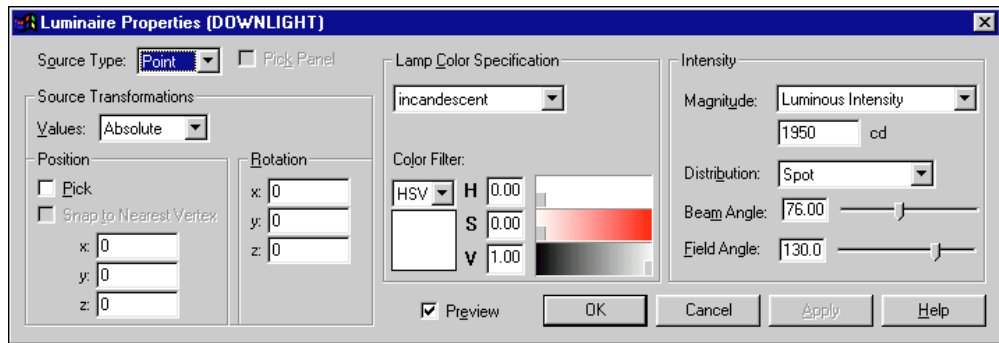 Luminaire Properties (DOWNLIGHT)
Source Type: Point
Pick Panel
Source Transformations
Values: Absolute
Position
Pick
Snap to Nearest Vertex
x: 0
y: 0
z: 0
Rotation
x: 0
y: 0
z: 0
Lamp Color Specification
incandescent
Color Filter:
HSV
H 0.00
S 0.00
V 1.00
Intensity
Magnitude: Luminous Intensity
1950 cd
Distribution: Spot
Beam Angle: 76.00
Field Angle: 130.0
Preview
OK
Cancel
Apply
Help